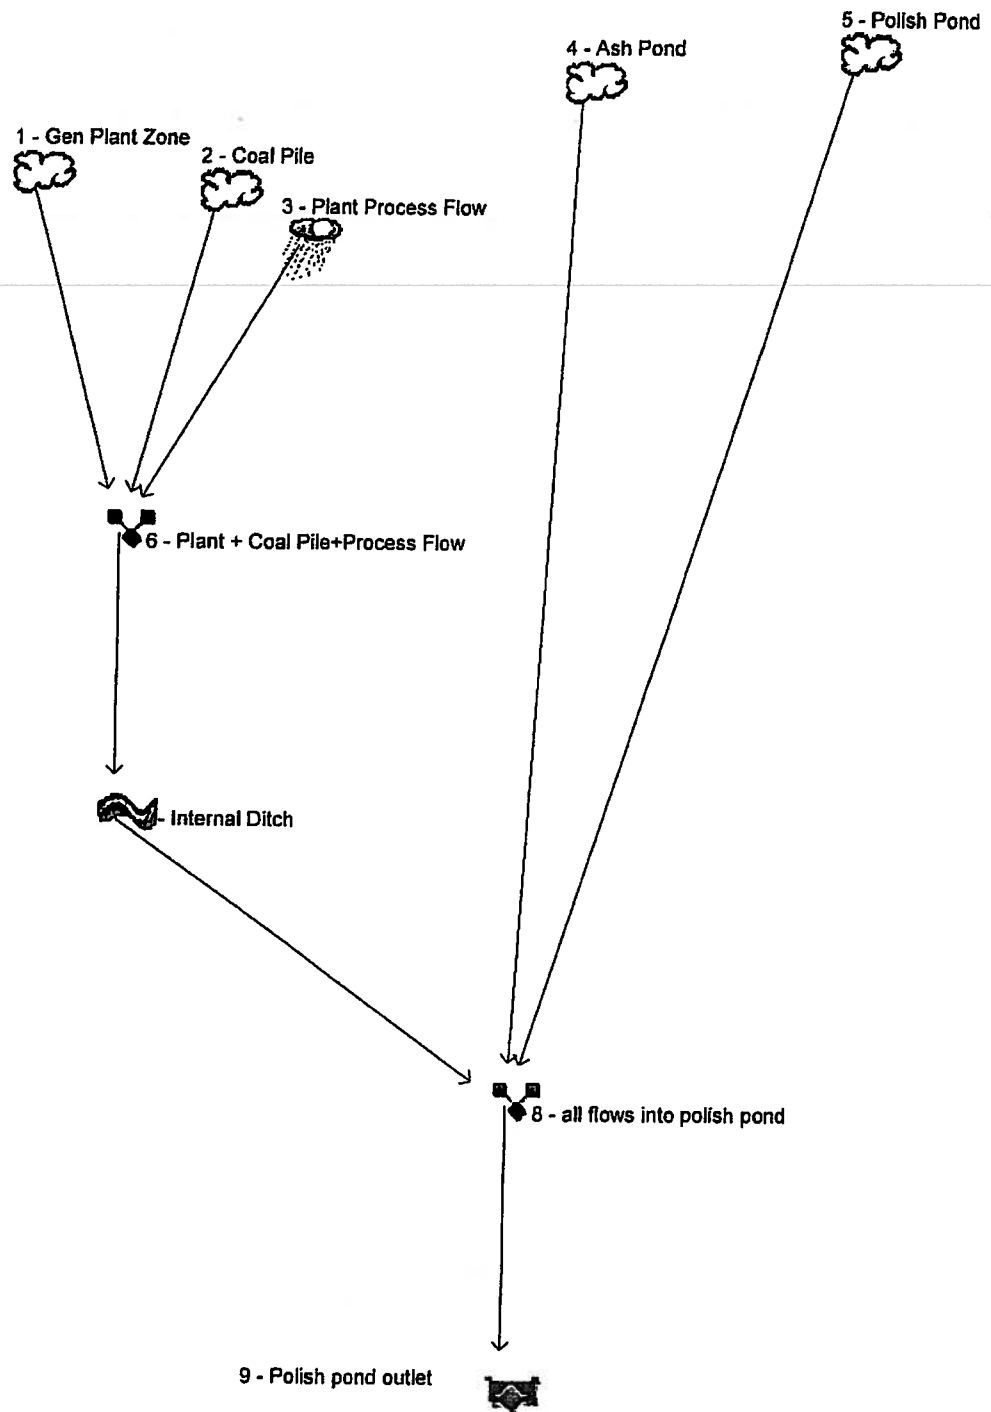 5 - Polish Pond
4 - Ash Pond
1 - Gen Plant Zone
2 - Coal Pile
3 - Plant Process Flow
6 - Plant + Coal Pile+Process Flow
- Internal Ditch
8 - all flows into polish pond
9 - Polish pond outlet